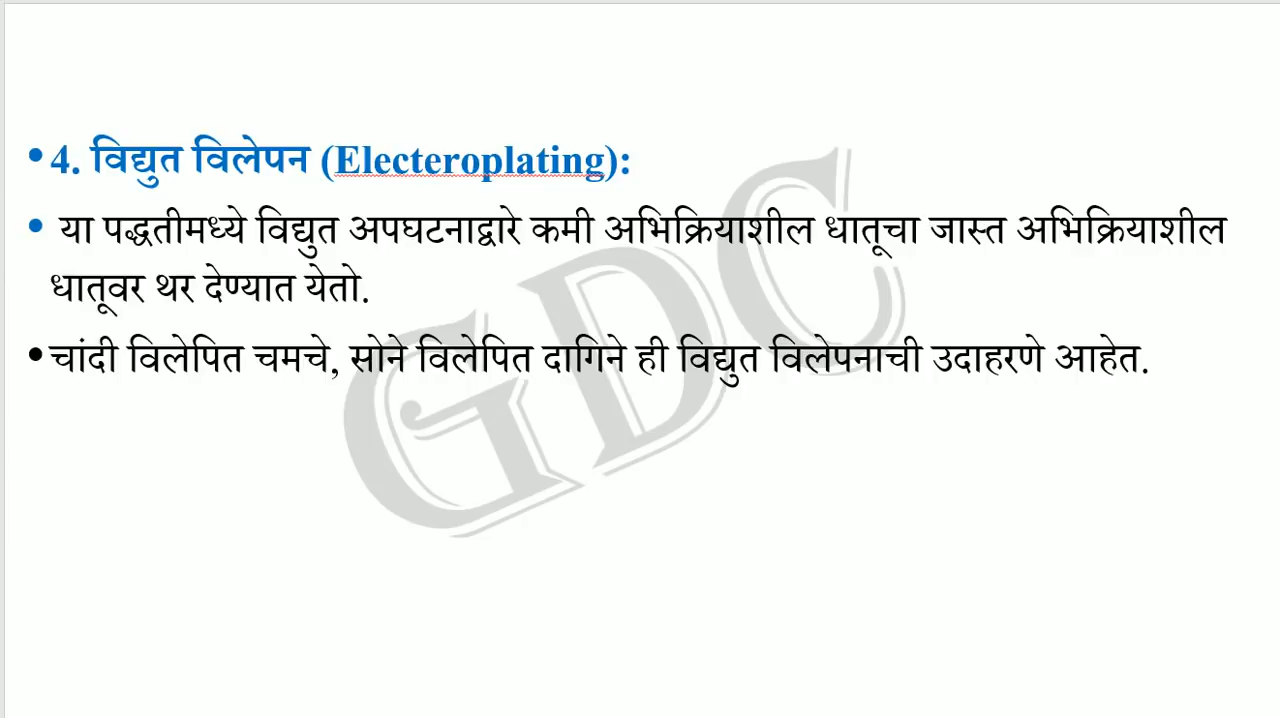 • 4. विद्युत विलेपन (Electeroplating):
• या पद्धतीमध्ये विद्युत अपघटनाद्वारे कमी अभिक्रियाशील धातूचा जास्त अभिक्रियाशील
धातूवर थर देण्यात येतो.
• चांदी विलेपित चमचे, सोने विलेपित दागिने ही विद्युत विलेपनाची उदाहरणे आहेत.
GDC